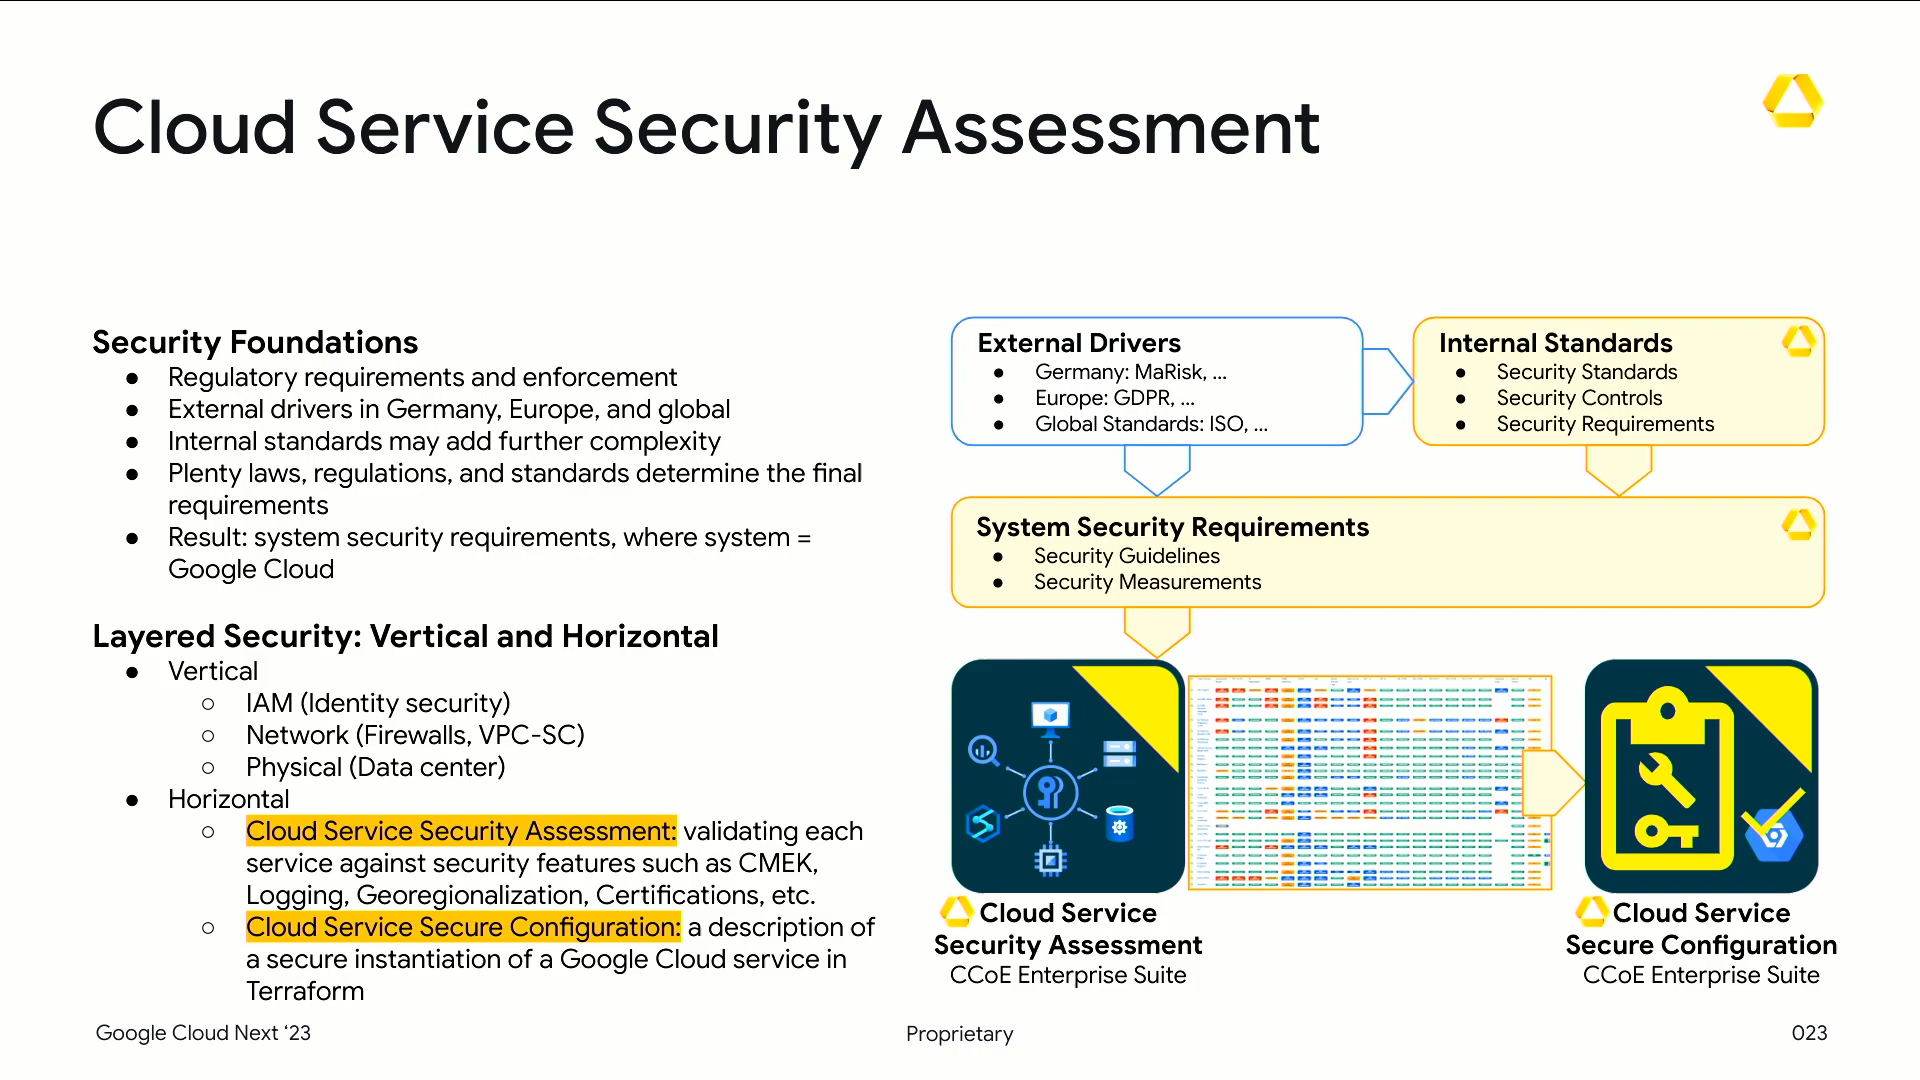 Cloud Service Security Assessment
Security Foundations
● Regulatory requirements and enforcement
● External drivers in Germany, Europe, and global
● Internal standards may add further complexity
● Plenty laws, regulations, and standards determine the final
requirements
● Result: system security requirements, where system =
Google Cloud
Layered Security: Vertical and Horizontal
● Vertical
○ IAM (Identity security)
○ Network (Firewalls, VPC-SC)
○ Physical (Data center)
● Horizontal
○ Cloud Service Security Assessment: validating each
service against security features such as CMEK,
Logging, Georegionalization, Certifications, etc.
○ Cloud Service Secure Configuration: a description of
a secure instantiation of a Google Cloud service in
Terraform
External Drivers
● Germany: MaRisk, ...
● Europe: GDPR, ...
● Global Standards: ISO, ...
Internal Standards
● Security Standards
● Security Controls
● Security Requirements
System Security Requirements
● Security Guidelines
● Security Measurements
Cloud Service
Security Assessment
CCoE Enterprise Suite
Cloud Service
Secure Configuration
CCoE Enterprise Suite
Google Cloud Next ‘23
Proprietary
023